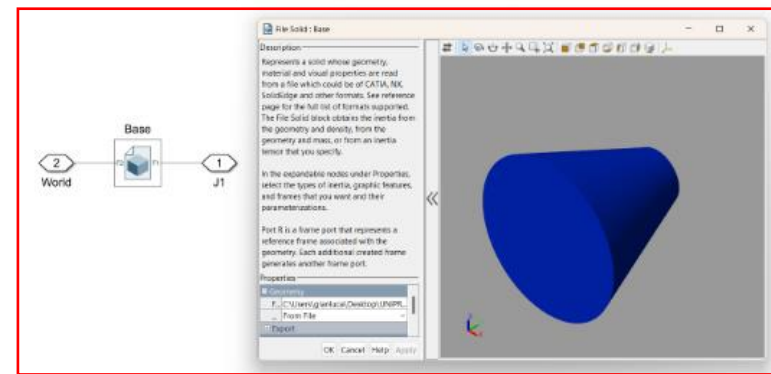 File Solid : Base
Description
Represents a solid whose geometry,
material and visual properties are read
from a file which could be of CATIA, NX,
SolidEdge and other formats. See reference
page for the full list of formats supported.
The File Solid block obtains the inertia from
the geometry and density, from the
geometry and mass, or from an inertia
tensor that you specify.
In the expandable nodes under Properties,
select the types of inertia, graphic features,
and frames that you want and their
parameterizations.
Port R is a frame port that represents a
reference frame associated with the
geometry. Each additional created frame
generates another frame port.
Properties
Geometry
F... C:\Users\gianluca\Desktop\UNIPR...
... From File
Export
OK Cancel Help Apply
Base
2
World
1
J1